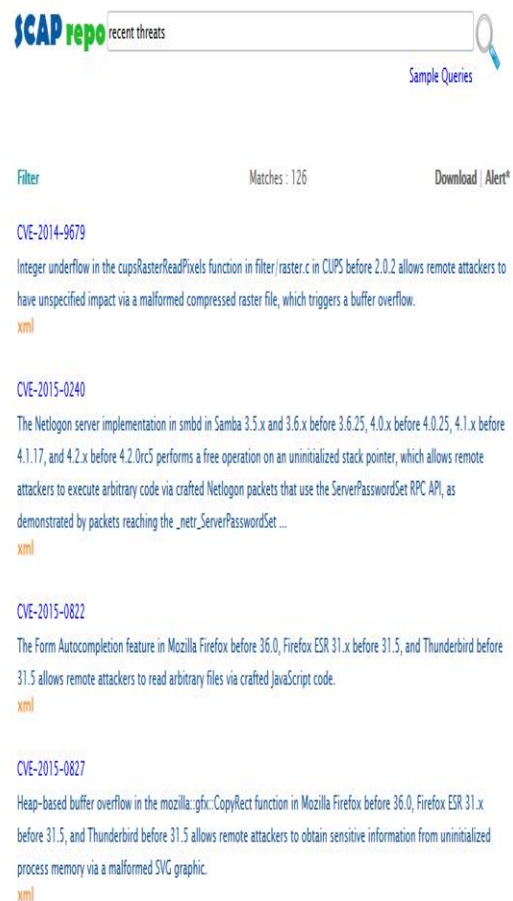 SCAP repo recent threats
Sample Queries
Filter Matches : 126 Download | Alert*
CVE-2014-9679
Integer underflow in the cupsRasterReadPixels function in filter/raster.c in CUPS before 2.0.2 allows remote attackers to
have unspecified impact via a malformed compressed raster file, which triggers a buffer overflow.
xml
CVE-2015-0240
The Netlogon server implementation in smbd in Samba 3.5.x and 3.6.x before 3.6.25, 4.0.x before 4.0.25, 4.1.x before
4.1.17, and 4.2.x before 4.2.0rc5 performs a free operation on an uninitialized stack pointer, which allows remote
attackers to execute arbitrary code via crafted Netlogon packets that use the ServerPasswordSet RPC API, as
demonstrated by packets reaching the _netr_ServerPasswordSet ...
xml
CVE-2015-0822
The Form Autocompletion feature in Mozilla Firefox before 36.0, Firefox ESR 31.x before 31.5, and Thunderbird before
31.5 allows remote attackers to read arbitrary files via crafted JavaScript code.
xml
CVE-2015-0827
Heap-based buffer overflow in the mozilla::gfx::CopyRect function in Mozilla Firefox before 36.0, Firefox ESR 31.x
before 31.5, and Thunderbird before 31.5 allows remote attackers to obtain sensitive information from uninitialized
process memory via a malformed SVG graphic.
xml